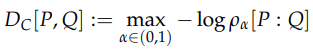 D_C[P, Q] := max_{α∈(0,1)} − log ρ_α[P : Q]